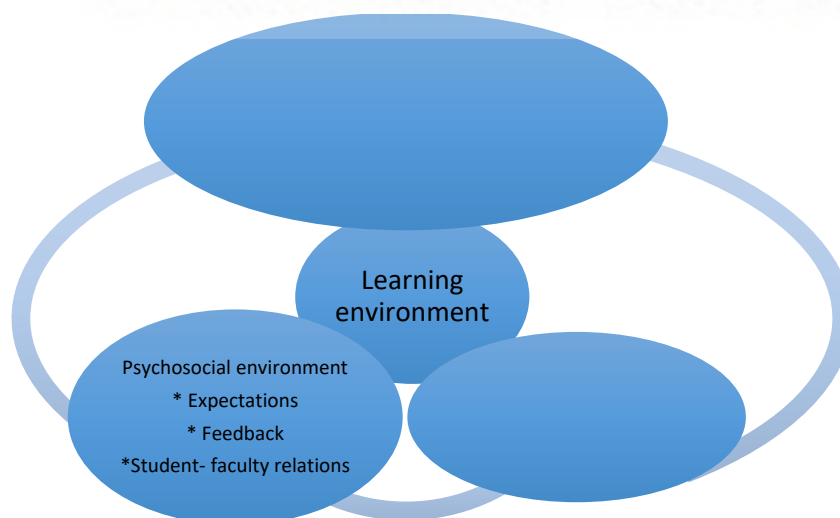 Learning
environment
Psychosocial environment
* Expectations
* Feedback
*Student- faculty relations